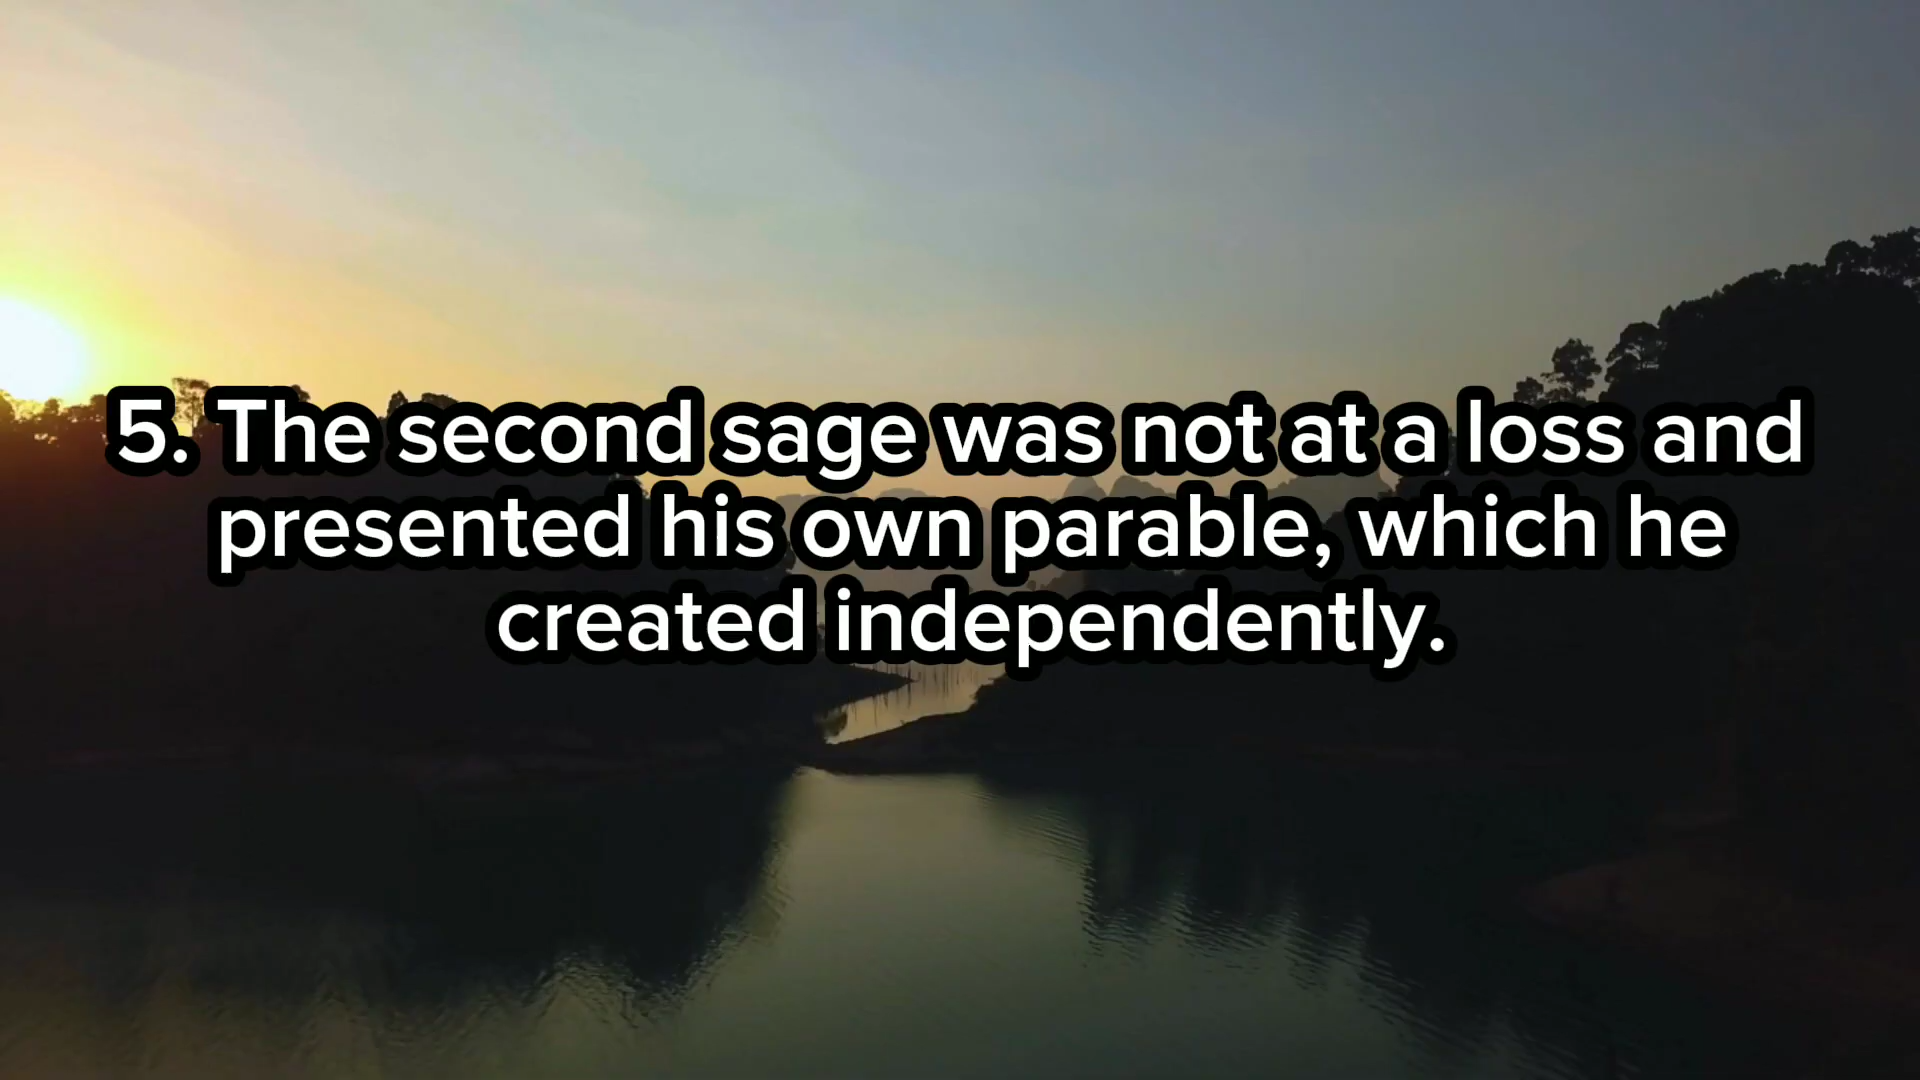 5. The second sage was not at a loss and
presented his own parable, which he
created independently.